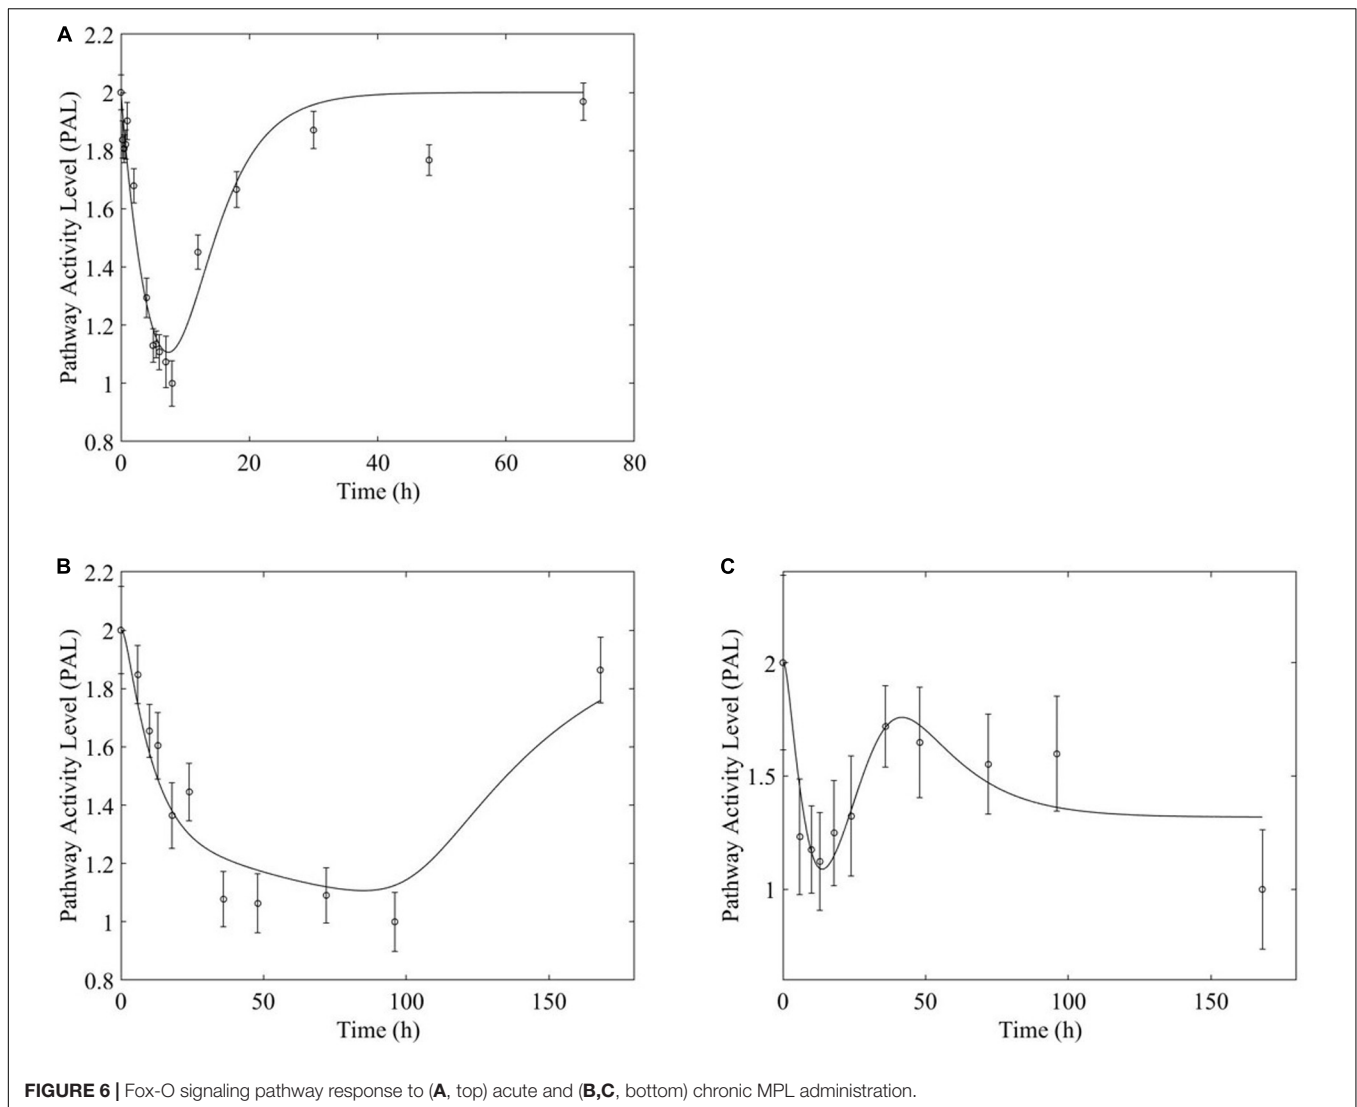 A
Pathway Activity Level (PAL)
2.2
2
1.8
1.6
1.4
1.2
1
0.8
0 20 40 60 80
Time (h)
B
Pathway Activity Level (PAL)
2.2
2
1.8
1.6
1.4
1.2
1
0.8
0 50 100 150
Time (h)
C
Pathway Activity Level (PAL)
2
1.5
1
0 50 100 150
Time (h)
FIGURE 6 | Fox-O signaling pathway response to (A, top) acute and (B,C, bottom) chronic MPL administration.